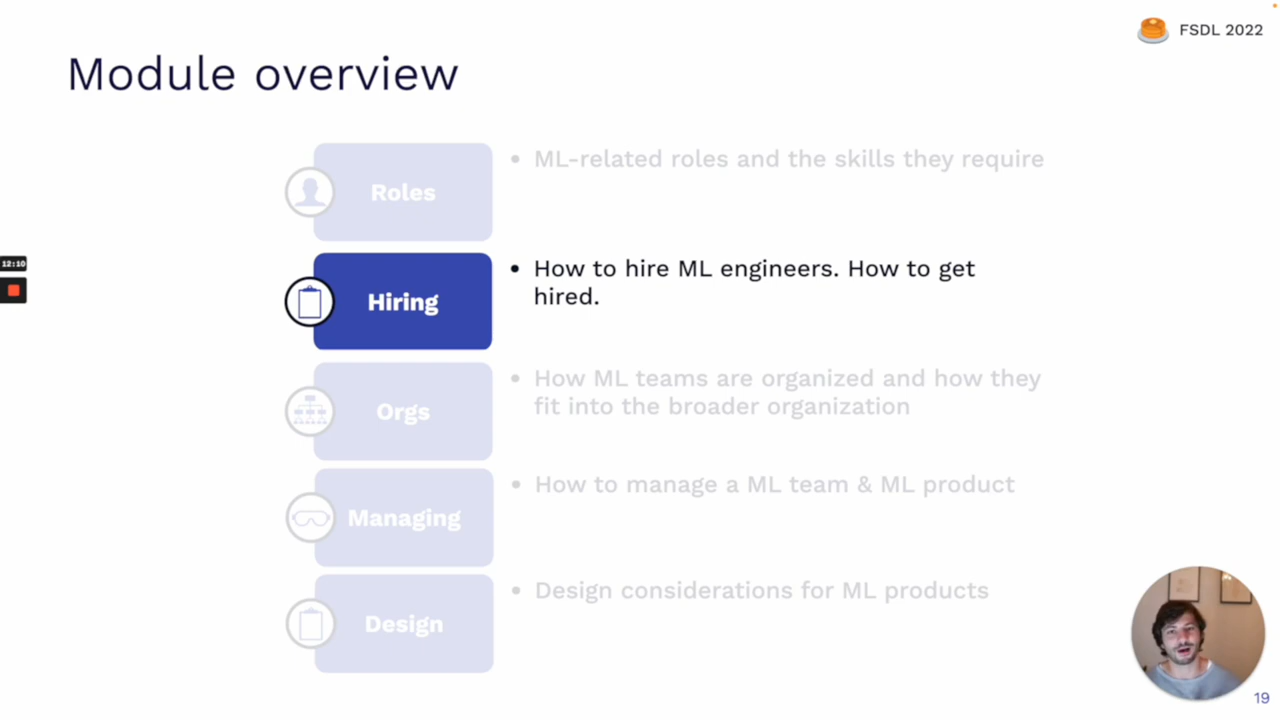 FSDL 2022
Module overview
Roles
• ML-related roles and the skills they require
12:10
Hiring
• How to hire ML engineers. How to get
hired.
Orgs
• How ML teams are organized and how they
fit into the broader organization
Managing
• How to manage a ML team & ML product
Design
• Design considerations for ML products
19